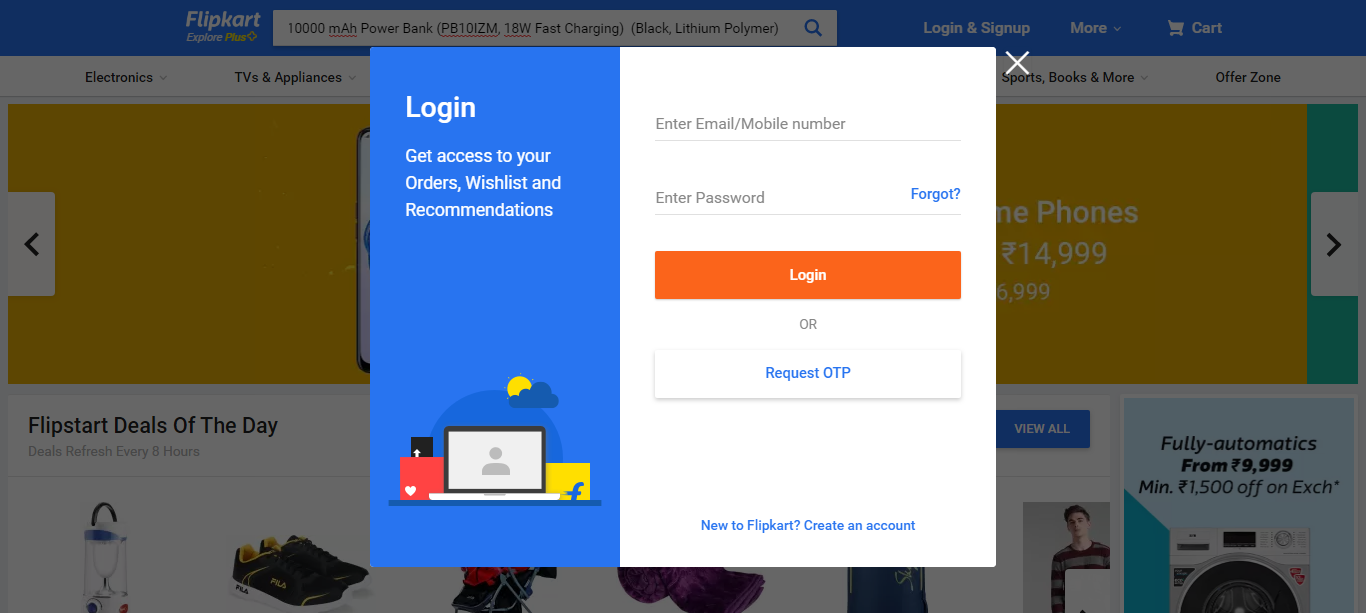 Flipkart
Explore Plus
10000 mAh Power Bank (PB10IZM, 18W Fast Charging)  (Black, Lithium Polymer)
Login & Signup
More
Cart
Electronics
TVs & Appliances
Sports, Books & More
Offer Zone
Login
Get access to your
Orders, Wishlist and
Recommendations
Enter Email/Mobile number
Enter Password
Forgot?
Login
OR
Request OTP
New to Flipkart? Create an account
Phones
₹14,999
6,999
Flipstart Deals Of The Day
Deals Refresh Every 8 Hours
VIEW ALL
FILA
FILA
Fully-automatics
From ₹9,999
Min. ₹1,500 off on Exch*